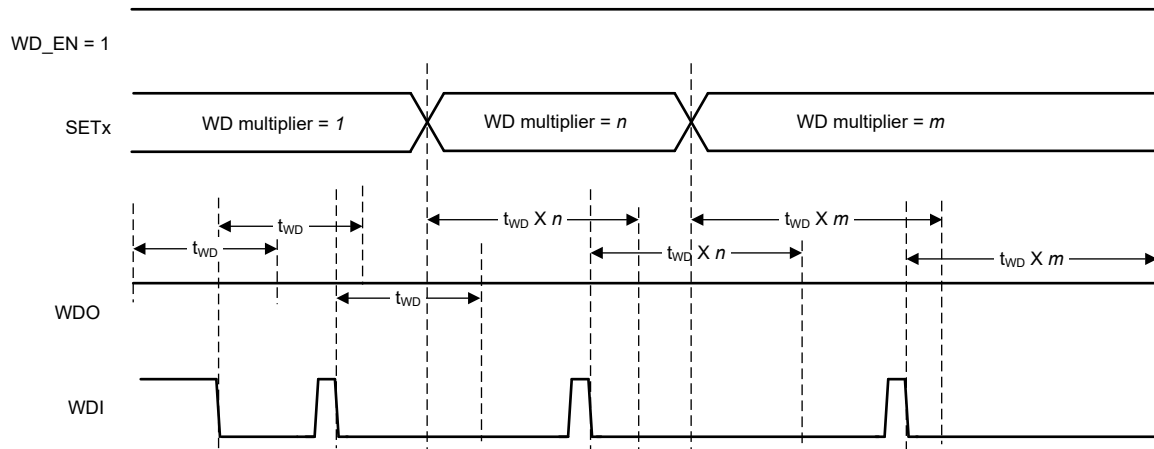 WD_EN = 1
SETx
WD multiplier = 1
WD multiplier = n
WD multiplier = m
tWD
tWD X n
tWD X m
tWD
tWD X n
tWD X m
tWD
WDO
WDI